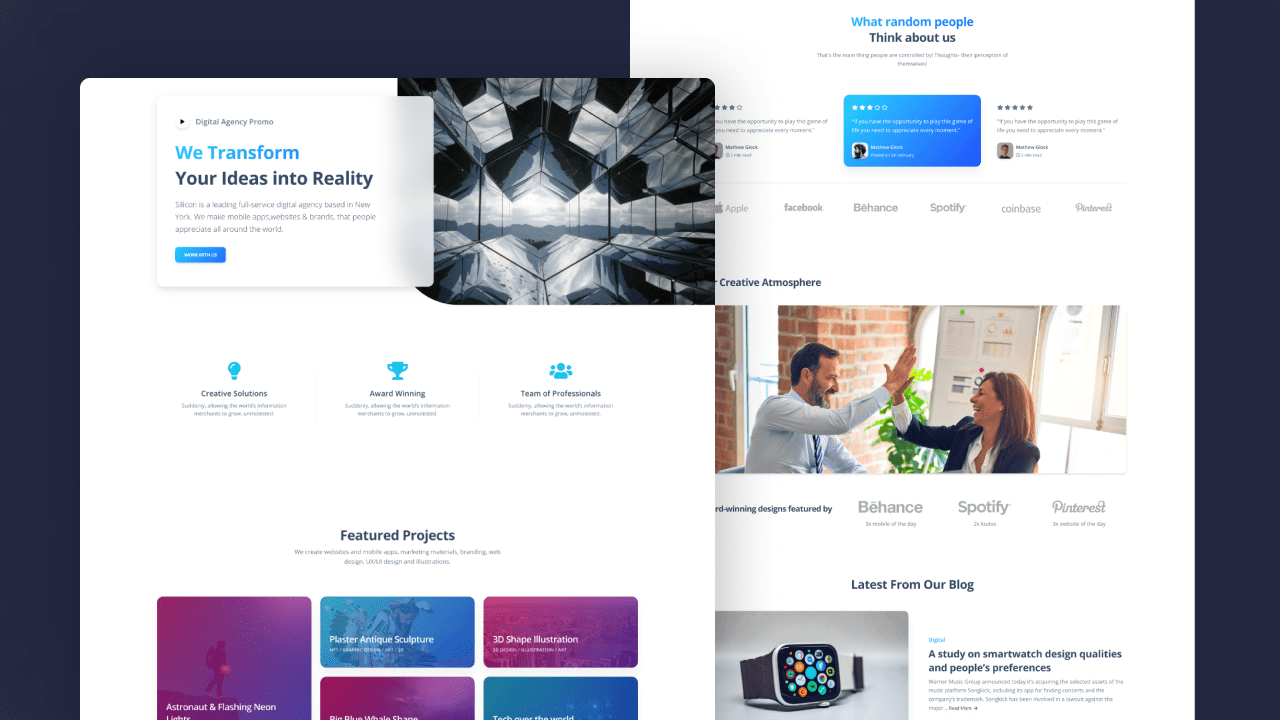 Digital Agency Promo
We Transform
Your Ideas into Reality
Silicon is a leading full-service digital agency based in New
York. We make mobile apps,websites & brands, that people
appreciate all around the world.
WORK WITH US
Creative Solutions
Suddenly, allowing the world's information
merchants to grow, unmolested.
Award Winning
Suddenly, allowing the world's information
merchants to grow, unmolested.
Team of Professionals
Suddenly, allowing the world's information
merchants to grow, unmolested.
Featured Projects
We create websites and mobile apps, marketing materials, branding, web
design, UX/UI design and illustrations.
Astronaut & Flashing Neon
Lights
Plaster Antique Sculpture
NFT / GRAPHIC DESIGN / ART / 3D
3D Shape Illustration
3D DESIGN / ILLUSTRATION / ART
Big Blue Whale Shape
Tech over the world
What random people
Think about us
That's the main thing people are controlled by! Thoughts- their perception of
themselves!
you have the opportunity to play this game of
you need to appreciate every moment."
Mathew Glock
1 min read
"If you have the opportunity to play this game of
life you need to appreciate every moment."
Mathew Glock
Posted on 28 February
"If you have the opportunity to play this game of
life you need to appreciate every moment."
Mathew Glock
1 min read
Apple
facebook
Bēhance
Spotify
coinbase
Pinterest
r Creative Atmosphere
rd-winning designs featured by
Bēhance
3x mobile of the day
Spotify
2x kudos
Pinterest
3x website of the day
Latest From Our Blog
Digital
A study on smartwatch design qualities
and people's preferences
Warner Music Group announced today it's acquiring the selected assets of the
music platform Songkick, including its app for finding concerts and the
company's trademark. Songkick has been involved in a lawsuit against the
major... Read More →